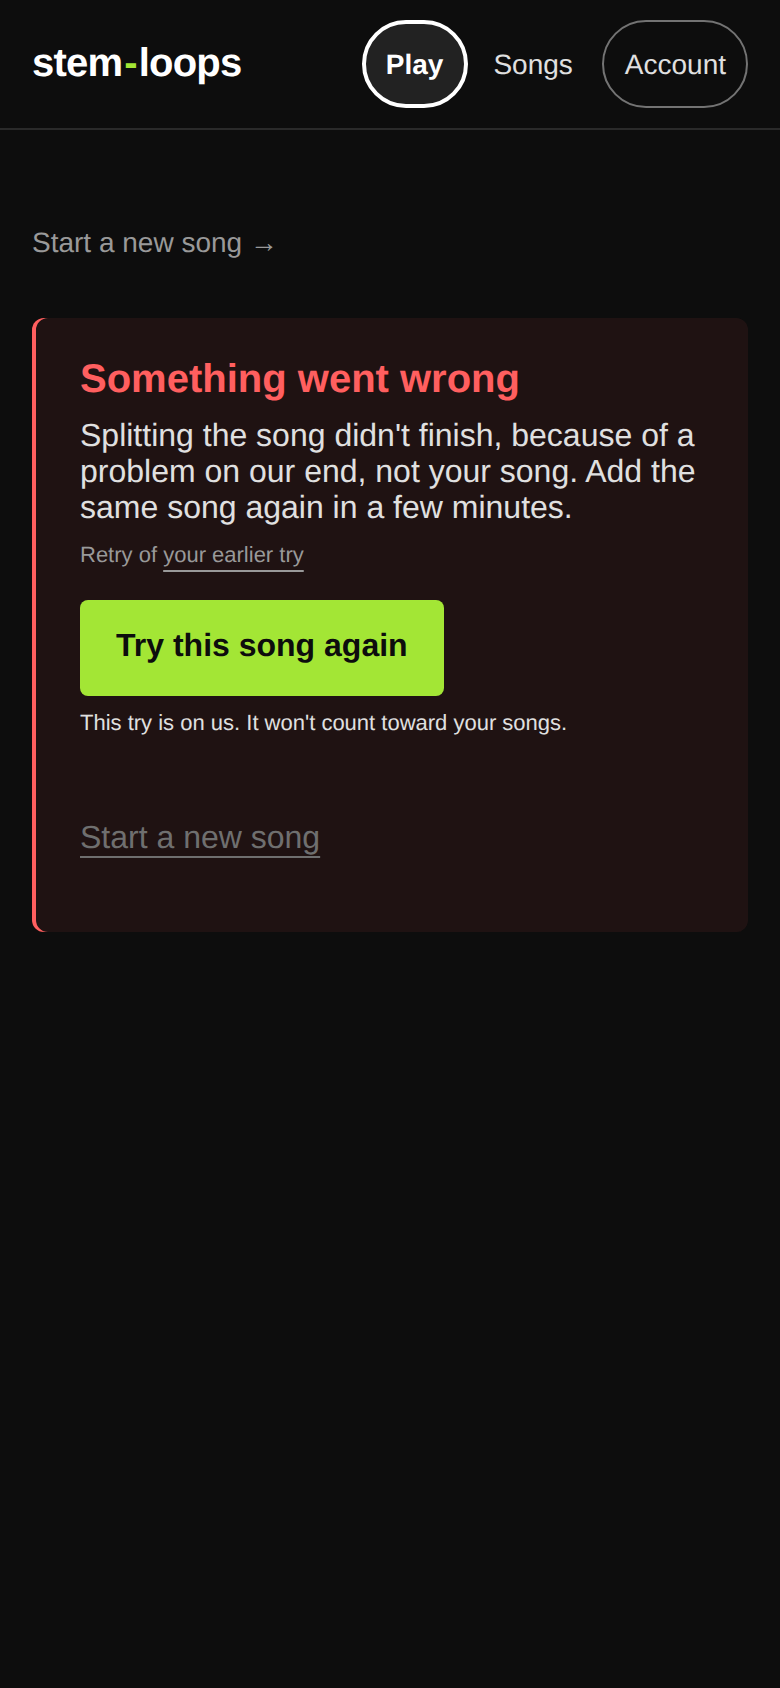 stem-loops
Play
Songs
Account
Start a new song →
Something went wrong
Splitting the song didn't finish, because of a
problem on our end, not your song. Add the
same song again in a few minutes.
Retry of your earlier try
Try this song again
This try is on us. It won't count toward your songs.
Start a new song